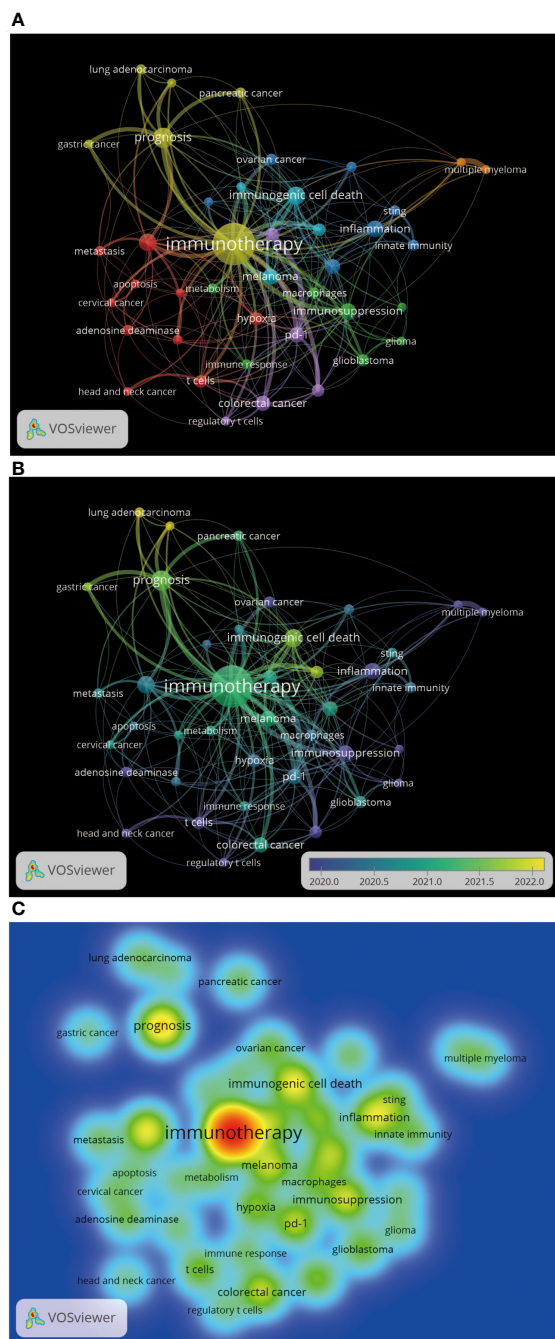 A
lung adenocarcinoma
pancreatic cancer
prognosis
gastric cancer
ovarian cancer
multiple myeloma
immunogenic cell death
sting
inflammation
immunotherapy
innate immunity
metastasis
melanoma
apoptosis
metabolism
macrophages
cervical cancer
immunosuppression
hypoxia
adenosine deaminase
pd-1
glioma
glioblastoma
immune response
t cells
head and neck cancer
colorectal cancer
regulatory t cells
VOSviewer
B
lung adenocarcinoma
pancreatic cancer
prognosis
gastric cancer
ovarian cancer
multiple myeloma
immunogenic cell death
sting
inflammation
immunotherapy
innate immunity
metastasis
melanoma
apoptosis
metabolism
macrophages
cervical cancer
immunosuppression
hypoxia
adenosine deaminase
pd-1
glioma
glioblastoma
immune response
t cells
head and neck cancer
colorectal cancer
regulatory t cells
VOSviewer
2020.0 2020.5 2021.0 2021.5 2022.0
C
lung adenocarcinoma
pancreatic cancer
prognosis
gastric cancer
ovarian cancer
multiple myeloma
immunogenic cell death
sting
inflammation
immunotherapy
innate immunity
metastasis
melanoma
apoptosis
metabolism
macrophages
cervical cancer
immunosuppression
hypoxia
adenosine deaminase
pd-1
glioma
glioblastoma
immune response
t cells
head and neck cancer
colorectal cancer
regulatory t cells
VOSviewer